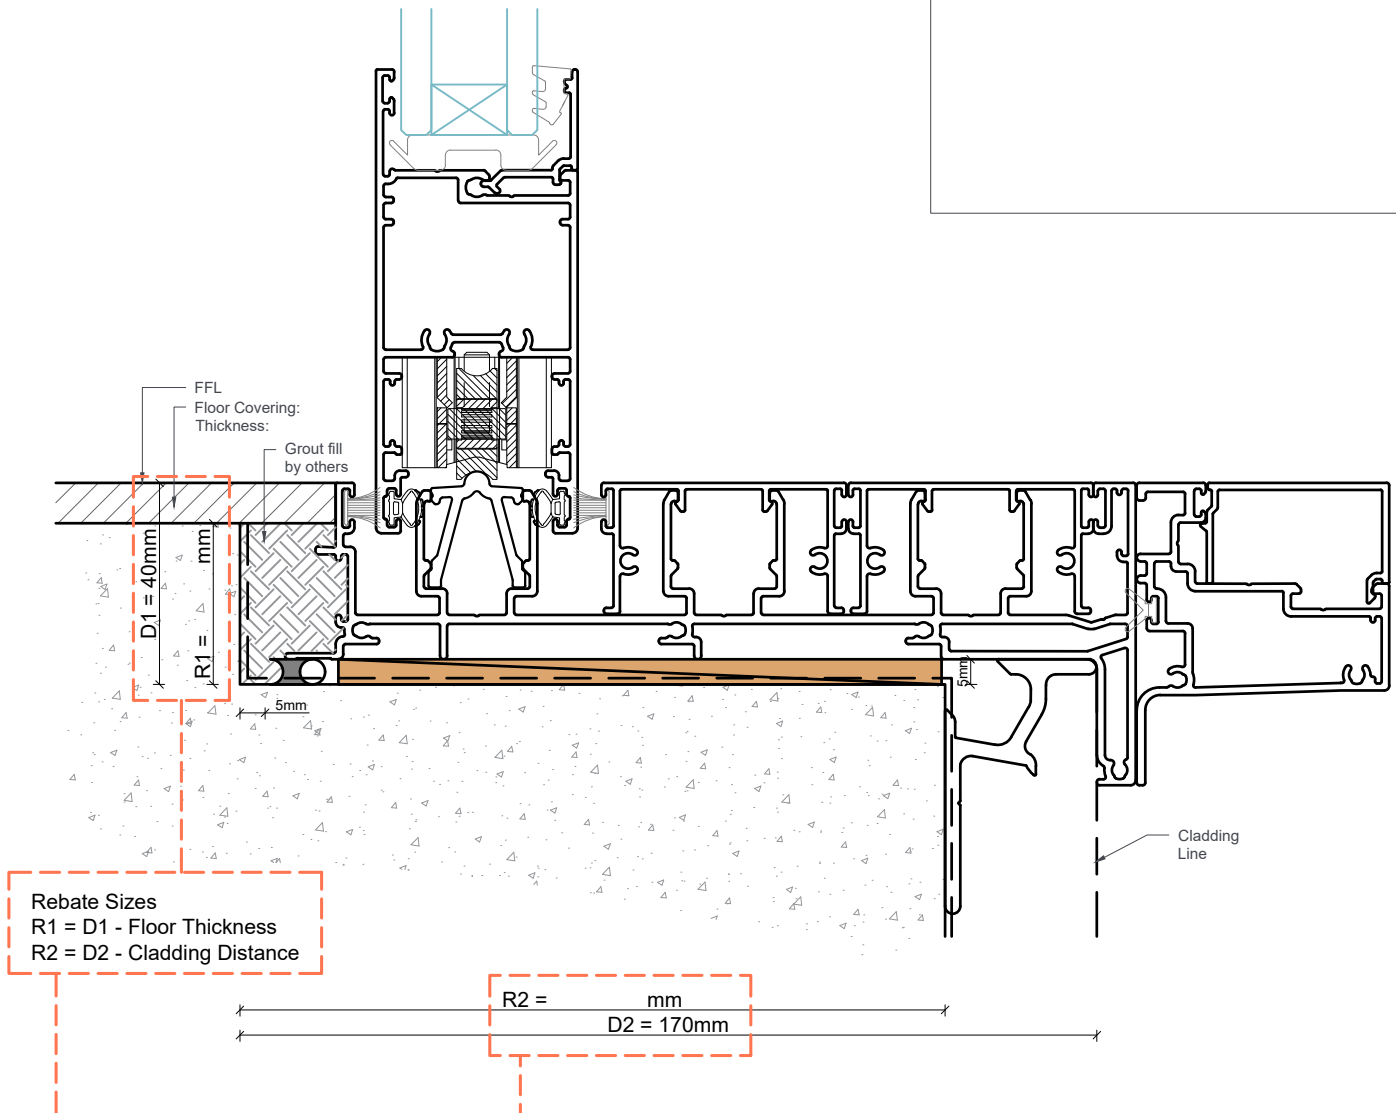 FFL
Floor Covering:
Thickness:
Grout fill
by others
D1 = 40mm
R1 = mm
5mm
5mm
Cladding
Line
Rebate Sizes
R1 = D1 - Floor Thickness
R2 = D2 - Cladding Distance
R2 = mm
D2 = 170mm